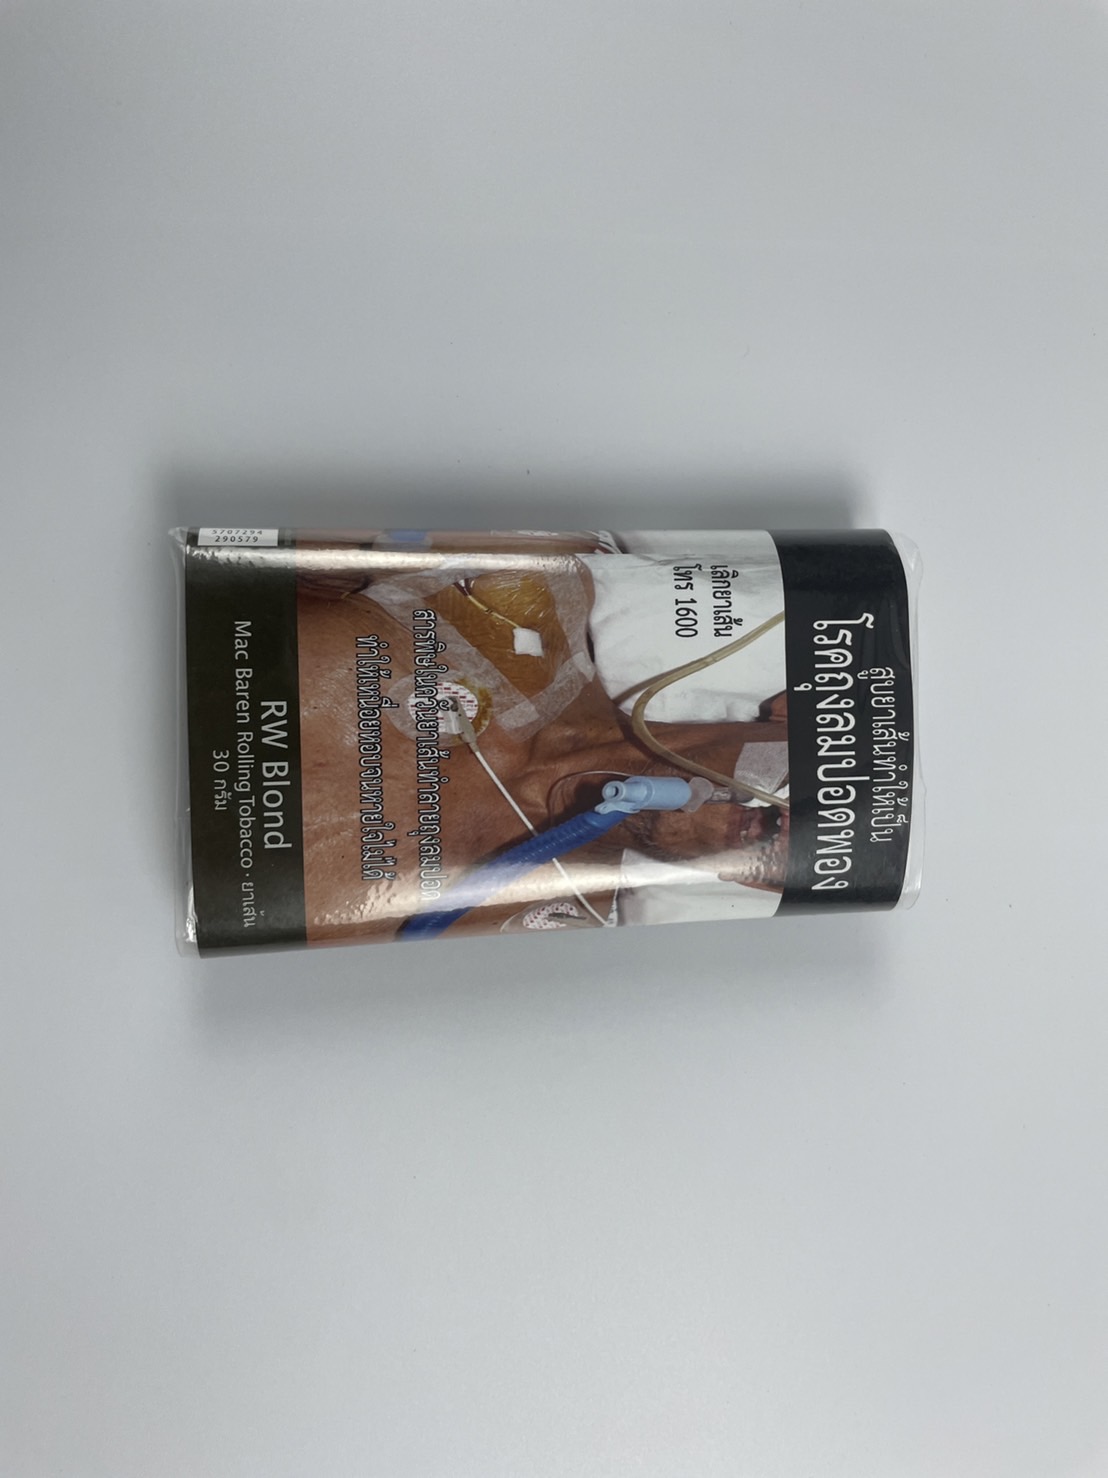 สูบยาเส้นทำให้เป็น
โรคถุงลมปอดพอง
เลิกยาเส้น
โทร 1600
สารพิษในควันยาเส้นทำลายถุงลมปอด
ทำให้เหนื่อยหอบจนหายใจไม่ได้
RW Blond
Mac Baren Rolling Tobacco · ยาเส้น
30 กรัม
5707294
290579